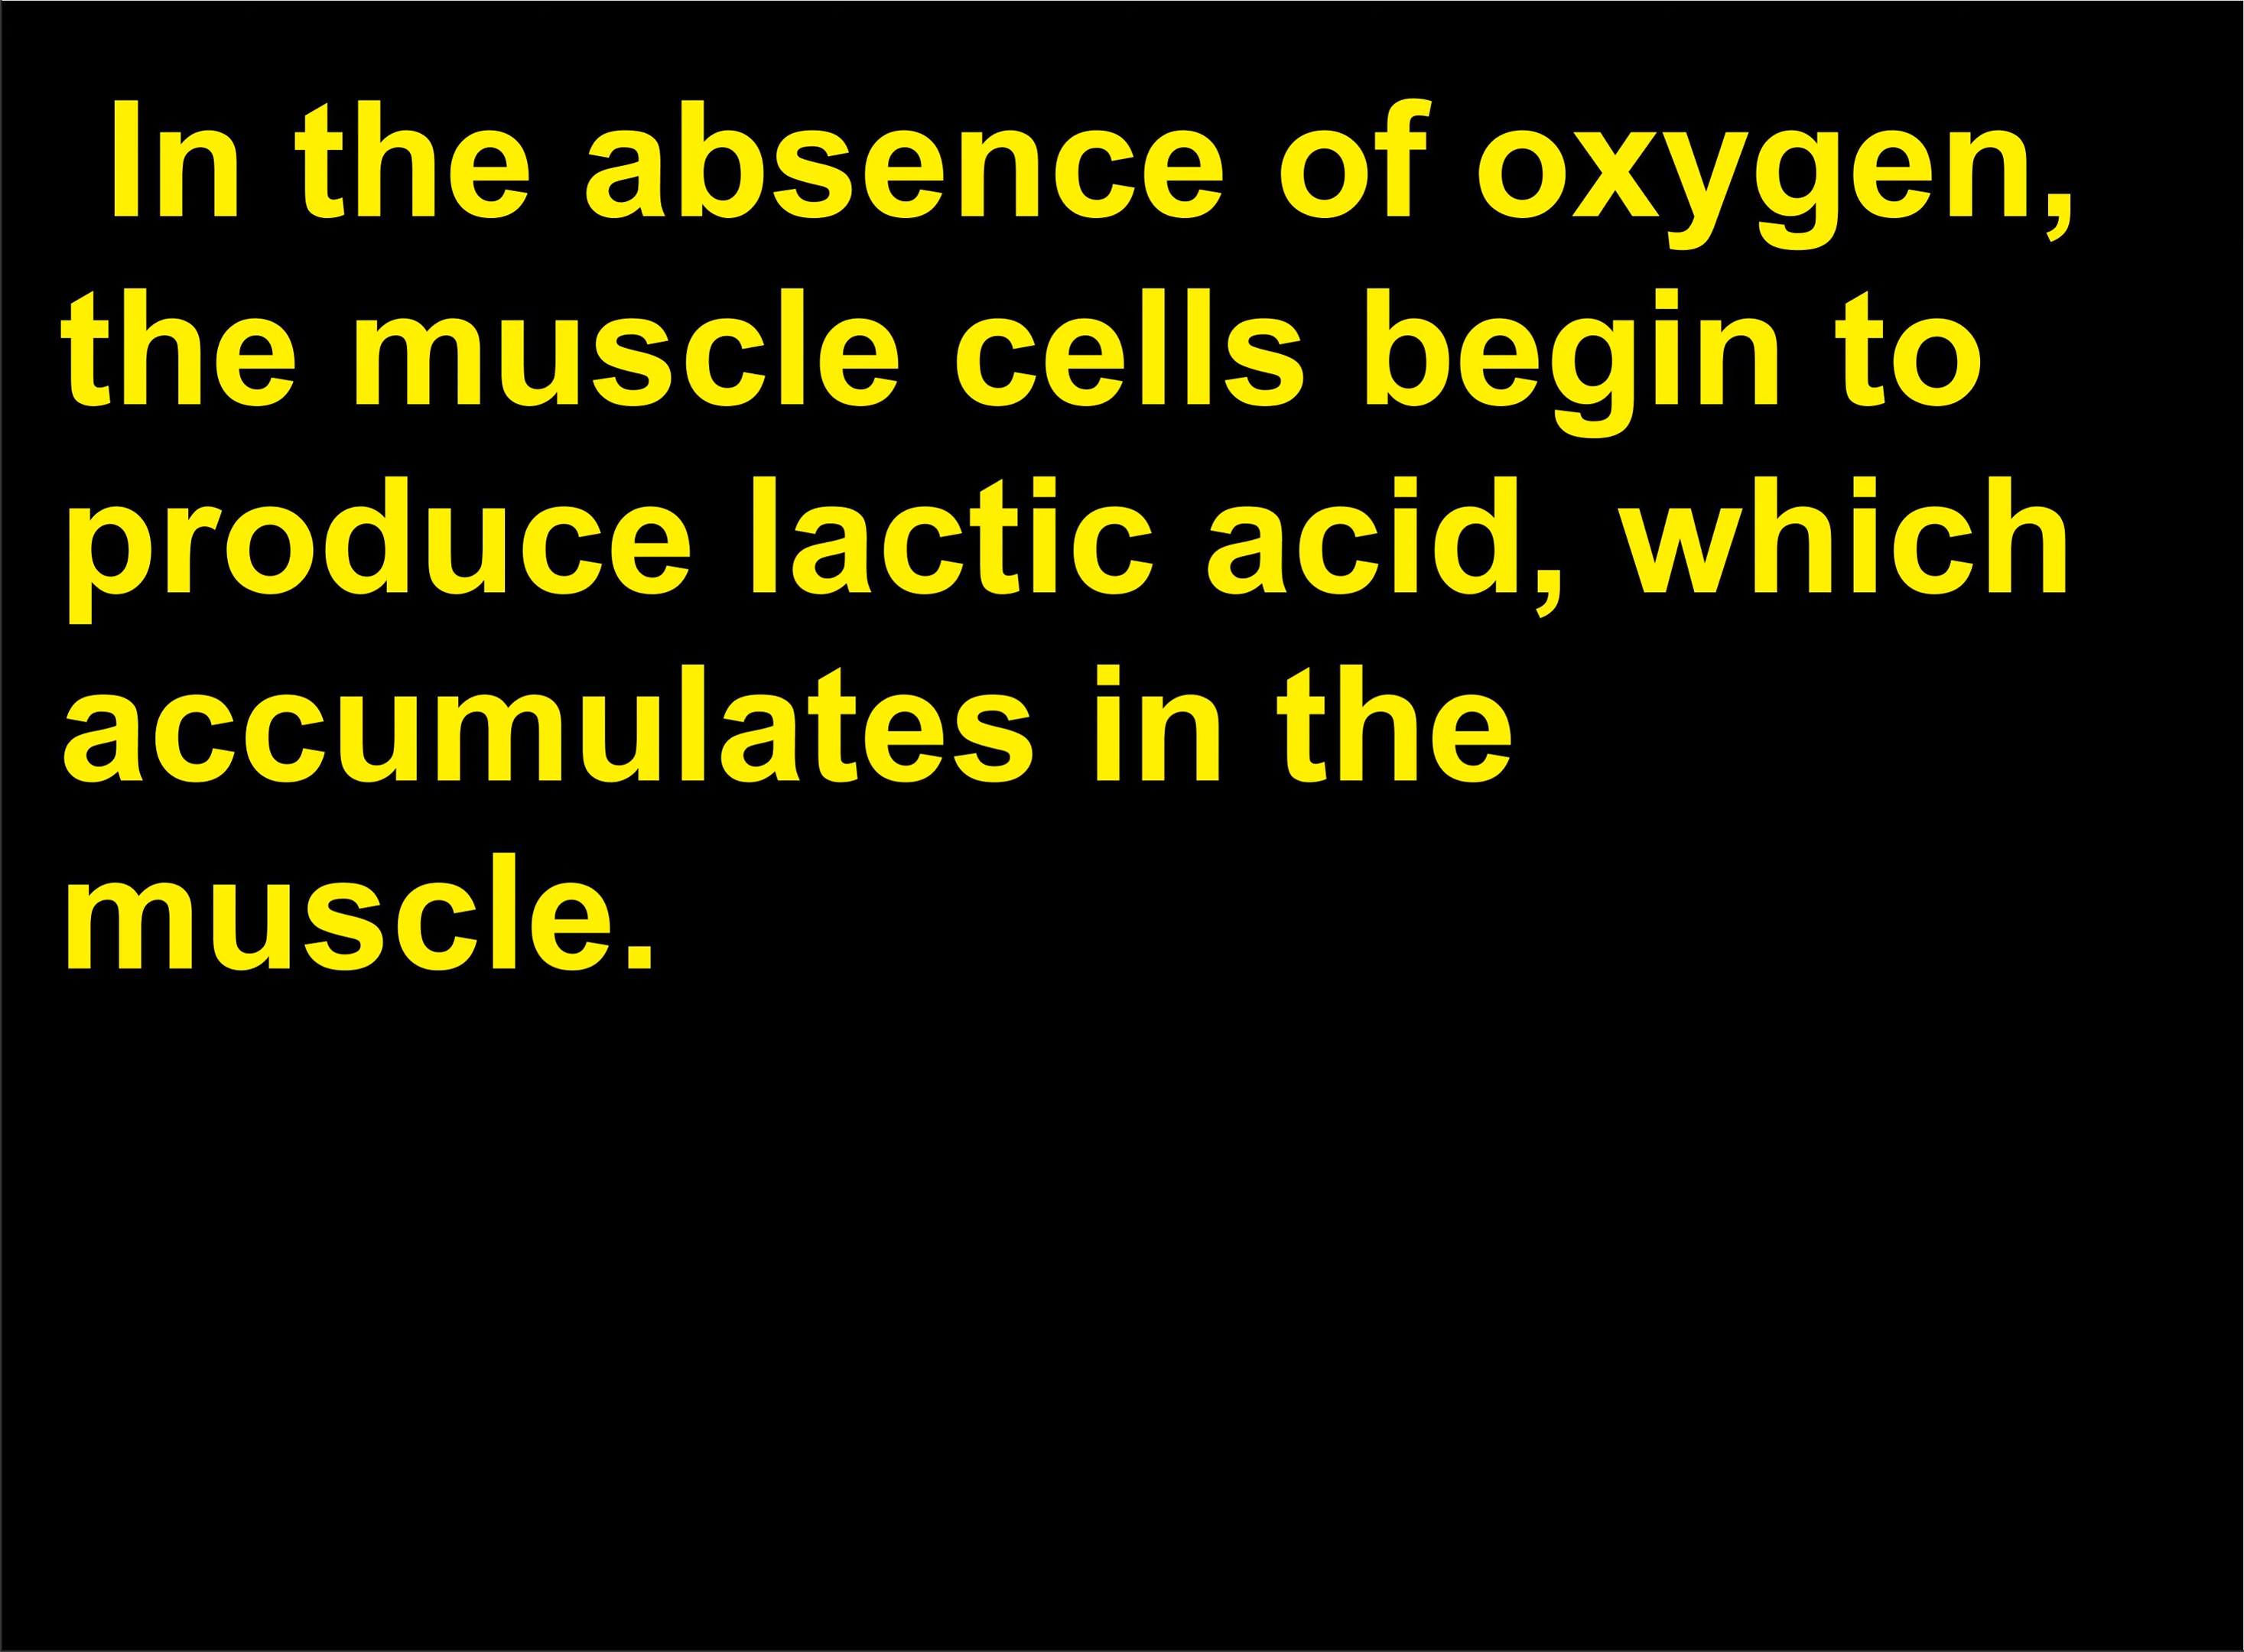 In the absence of oxygen,
the muscle cells begin to
produce lactic acid, which
accumulates in the
muscle.